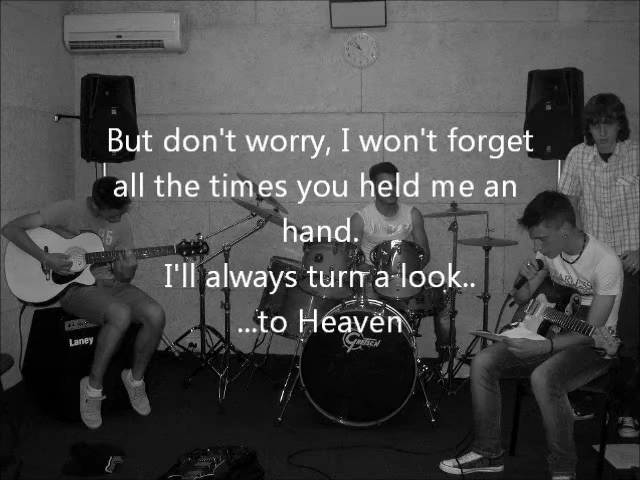 But don't worry, I won't forget
all the times you held me an
hand.
I'll always turn a look..
...to Heaven
Laney
GRETSCH